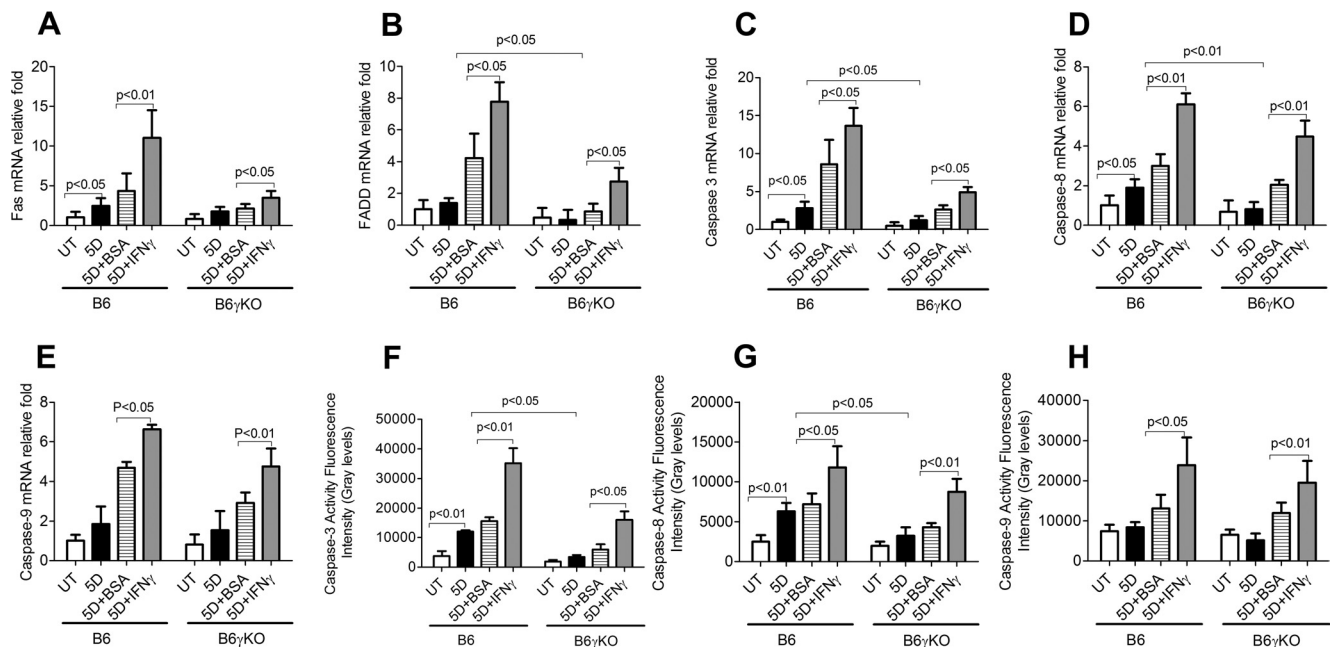 A
Fas mRNA relative fold
20
15
10
5
0
p<0.05
p<0.01
p<0.05
UT
5D
5D+BSA
5D+IFNγ
UT
5D
5D+BSA
5D+IFNγ
B6
B6γKO
B
FADD mRNA relative fold
10
8
6
4
2
0
p<0.05
p<0.05
p<0.05
UT
5D
5D+BSA
5D+IFNγ
UT
5D
5D+BSA
5D+IFNγ
B6
B6γKO
C
Caspase 3 mRNA relative fold
20
15
10
5
0
p<0.05
p<0.05
p<0.05
p<0.05
UT
5D
5D+BSA
5D+IFNγ
UT
5D
5D+BSA
5D+IFNγ
B6
B6γKO
D
Caspase-8 mRNA relative fold
8
6
4
2
0
p<0.01
p<0.01
p<0.05
p<0.01
UT
5D
5D+BSA
5D+IFNγ
UT
5D
5D+BSA
5D+IFNγ
B6
B6γKO
E
Caspase-9 mRNA relative fold
8
6
4
2
0
P<0.05
P<0.01
UT
5D
5D+BSA
5D+IFNγ
UT
5D
5D+BSA
5D+IFNγ
B6
B6γKO
F
Caspase-3 Activity Fluorescence
Intensity (Gray levels)
50000
40000
30000
20000
10000
0
p<0.05
p<0.01
p<0.01
p<0.05
UT
5D
5D+BSA
5D+IFNγ
UT
5D
5D+BSA
5D+IFNγ
B6
B6γKO
G
Caspase-8 Activity Fluorescence
Intensity (Gray levels)
20000
15000
10000
5000
0
p<0.05
p<0.05
p<0.01
p<0.01
UT
5D
5D+BSA
5D+IFNγ
UT
5D
5D+BSA
5D+IFNγ
B6
B6γKO
H
Caspase-9 Activity Fluorescence
Intensity (Gray levels)
40000
30000
20000
10000
0
p<0.05
p<0.01
UT
5D
5D+BSA
5D+IFNγ
UT
5D
5D+BSA
5D+IFNγ
B6
B6γKO